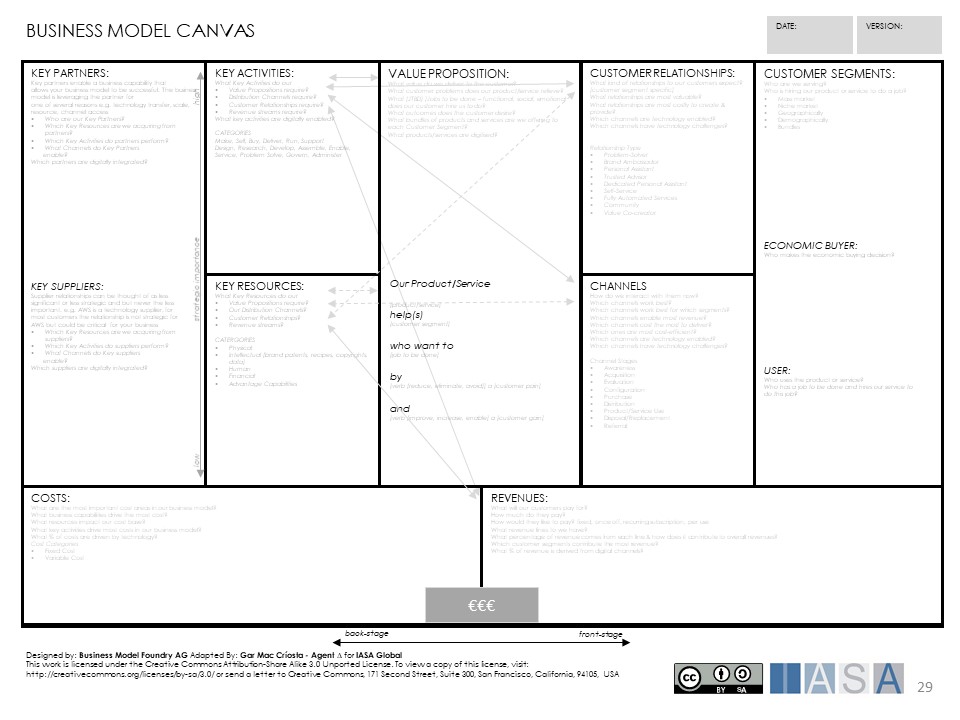 BUSINESS MODEL CANVAS
DATE:
VERSION:
KEY PARTNERS:
Key partners enable a business capability that
allows your business model to be successful. The business
model is leveraging the partner for
one of several reasons e.g. technology transfer, scale,
resource, channel access
• Who are our Key Partners?
• Which Key Resources are we acquiring from
partners?
• Which Key Activities do partners perform?
• What Channels do Key Partners
enable?
Which partners are digitally integrated?
high
strategic importance
low
KEY SUPPLIERS:
Supplier relationships can be thought of as less
significant or less strategic and but never the less
important. e.g. AWS is a technology supplier, for
most customers the relationship is not strategic for
AWS but could be critical for your business
• Which Key Resources are we acquiring from
suppliers?
• Which Key Activities do suppliers perform?
• What Channels do Key suppliers
enable?
Which suppliers are digitally integrated?
KEY ACTIVITIES:
What Key Activities do our
• Value Propositions require?
• Distribution Channels require?
• Customer Relationships require?
• Revenue streams require?
What key activities are digitally enabled?
CATEGORIES
Make, Sell, Buy, Deliver, Run, Support
Design, Research, Develop, Assemble, Enable,
Service, Problem Solve, Govern, Administer
KEY RESOURCES:
What Key Resources do our
• Value Propositions require?
• Our Distribution Channels?
• Customer Relationships?
• Revenue streams?
CATEGORIES
• Physical
• Intellectual (brand patents, recipes, copyrights,
data)
• Human
• Financial
• Advantage Capabilities
VALUE PROPOSITION:
What customer problems does our product/service relieve?
What JTBD (jobs to be done – functional, social, emotional)
does our customer hire us todo?
What outcomes does the customer desire?
What bundles of products and services are we offering to
each Customer Segment?
What products/services are digitised?
Our Product/Service
[product/service]
help(s)
[customer segment]
who want to
[job to be done]
by
[verb (reduce, eliminate, avoid)] a [customer pain]
and
[verb (improve, increase, enable) a [customer gain]
CUSTOMER RELATIONSHIPS:
What kind of relationships to our customers expect?
[customer segment specific]
What relationships are most valuable?
What relationships are most costly to create &
provide?
Which channels are technology enabled?
Which channels have technology challenges?
Relationship Type
• Problem Solver
• Brand Ambassador
• Personal Assistant
• Trusted Advisor
• Dedicated Personal Assistant
• Self-Service
• Fully Automated Services
• Community
• Value Co-creator
CHANNELS
How do we interact with them now?
Which channels work best?
Which channels work best for which segments?
Which channels enable most revenue?
Which channels cost the most to deliver?
Which ones are most cost-efficient?
Which channels are technology enabled?
Which channels have technology challenges?
Channel Stages
• Awareness
• Acquisition
• Evaluation
• Configuration
• Purchase
• Distribution
• Product/Service Use
• Disposal/Replacement
• Referral
CUSTOMER SEGMENTS:
Who are we serving?
Who is hiring our product or service to do a job?
• Mass market
• Niche market
• Geographically
• Demographically
• Bundles
ECONOMIC BUYER:
Who makes the economic buying decision?
USER:
Who uses the product or service?
Who has a job to be done and hires our service to
do the job?
COSTS:
What are the most important cost areas in our business model?
What business capabilities drive the most cost?
What resources impact our cost base?
What key activities drive most costs in our business model?
What % of costs are driven be technology?
Cost Categories
• Fixed Cost
• Variable Cost
REVENUES:
What will our customers pay for?
How much do they pay?
How would they like to pay?
What revenue lines to we have?
What percentage of revenue comes from each line & how does it contribute to overall revenues?
Which customer segments contribute the most revenue?
What % of revenue is derived from digital channels?
€€€
back-stage
front-stage
Designed by: Business Model Foundry AG Adapted By: Gar Mac Críosta - Agent Δ for IASA Global
This work is licensed under the Creative Commons Attribution-Share Alike 3.0 Unported License. To view a copy of this license, visit:
http://creativecommons.org/licenses/by-sa/3.0/ or send a letter to Creative Commons, 171 Second Street, Suite 300, San Francisco, California, 94105, USA
cc
BY SA
IASA
29